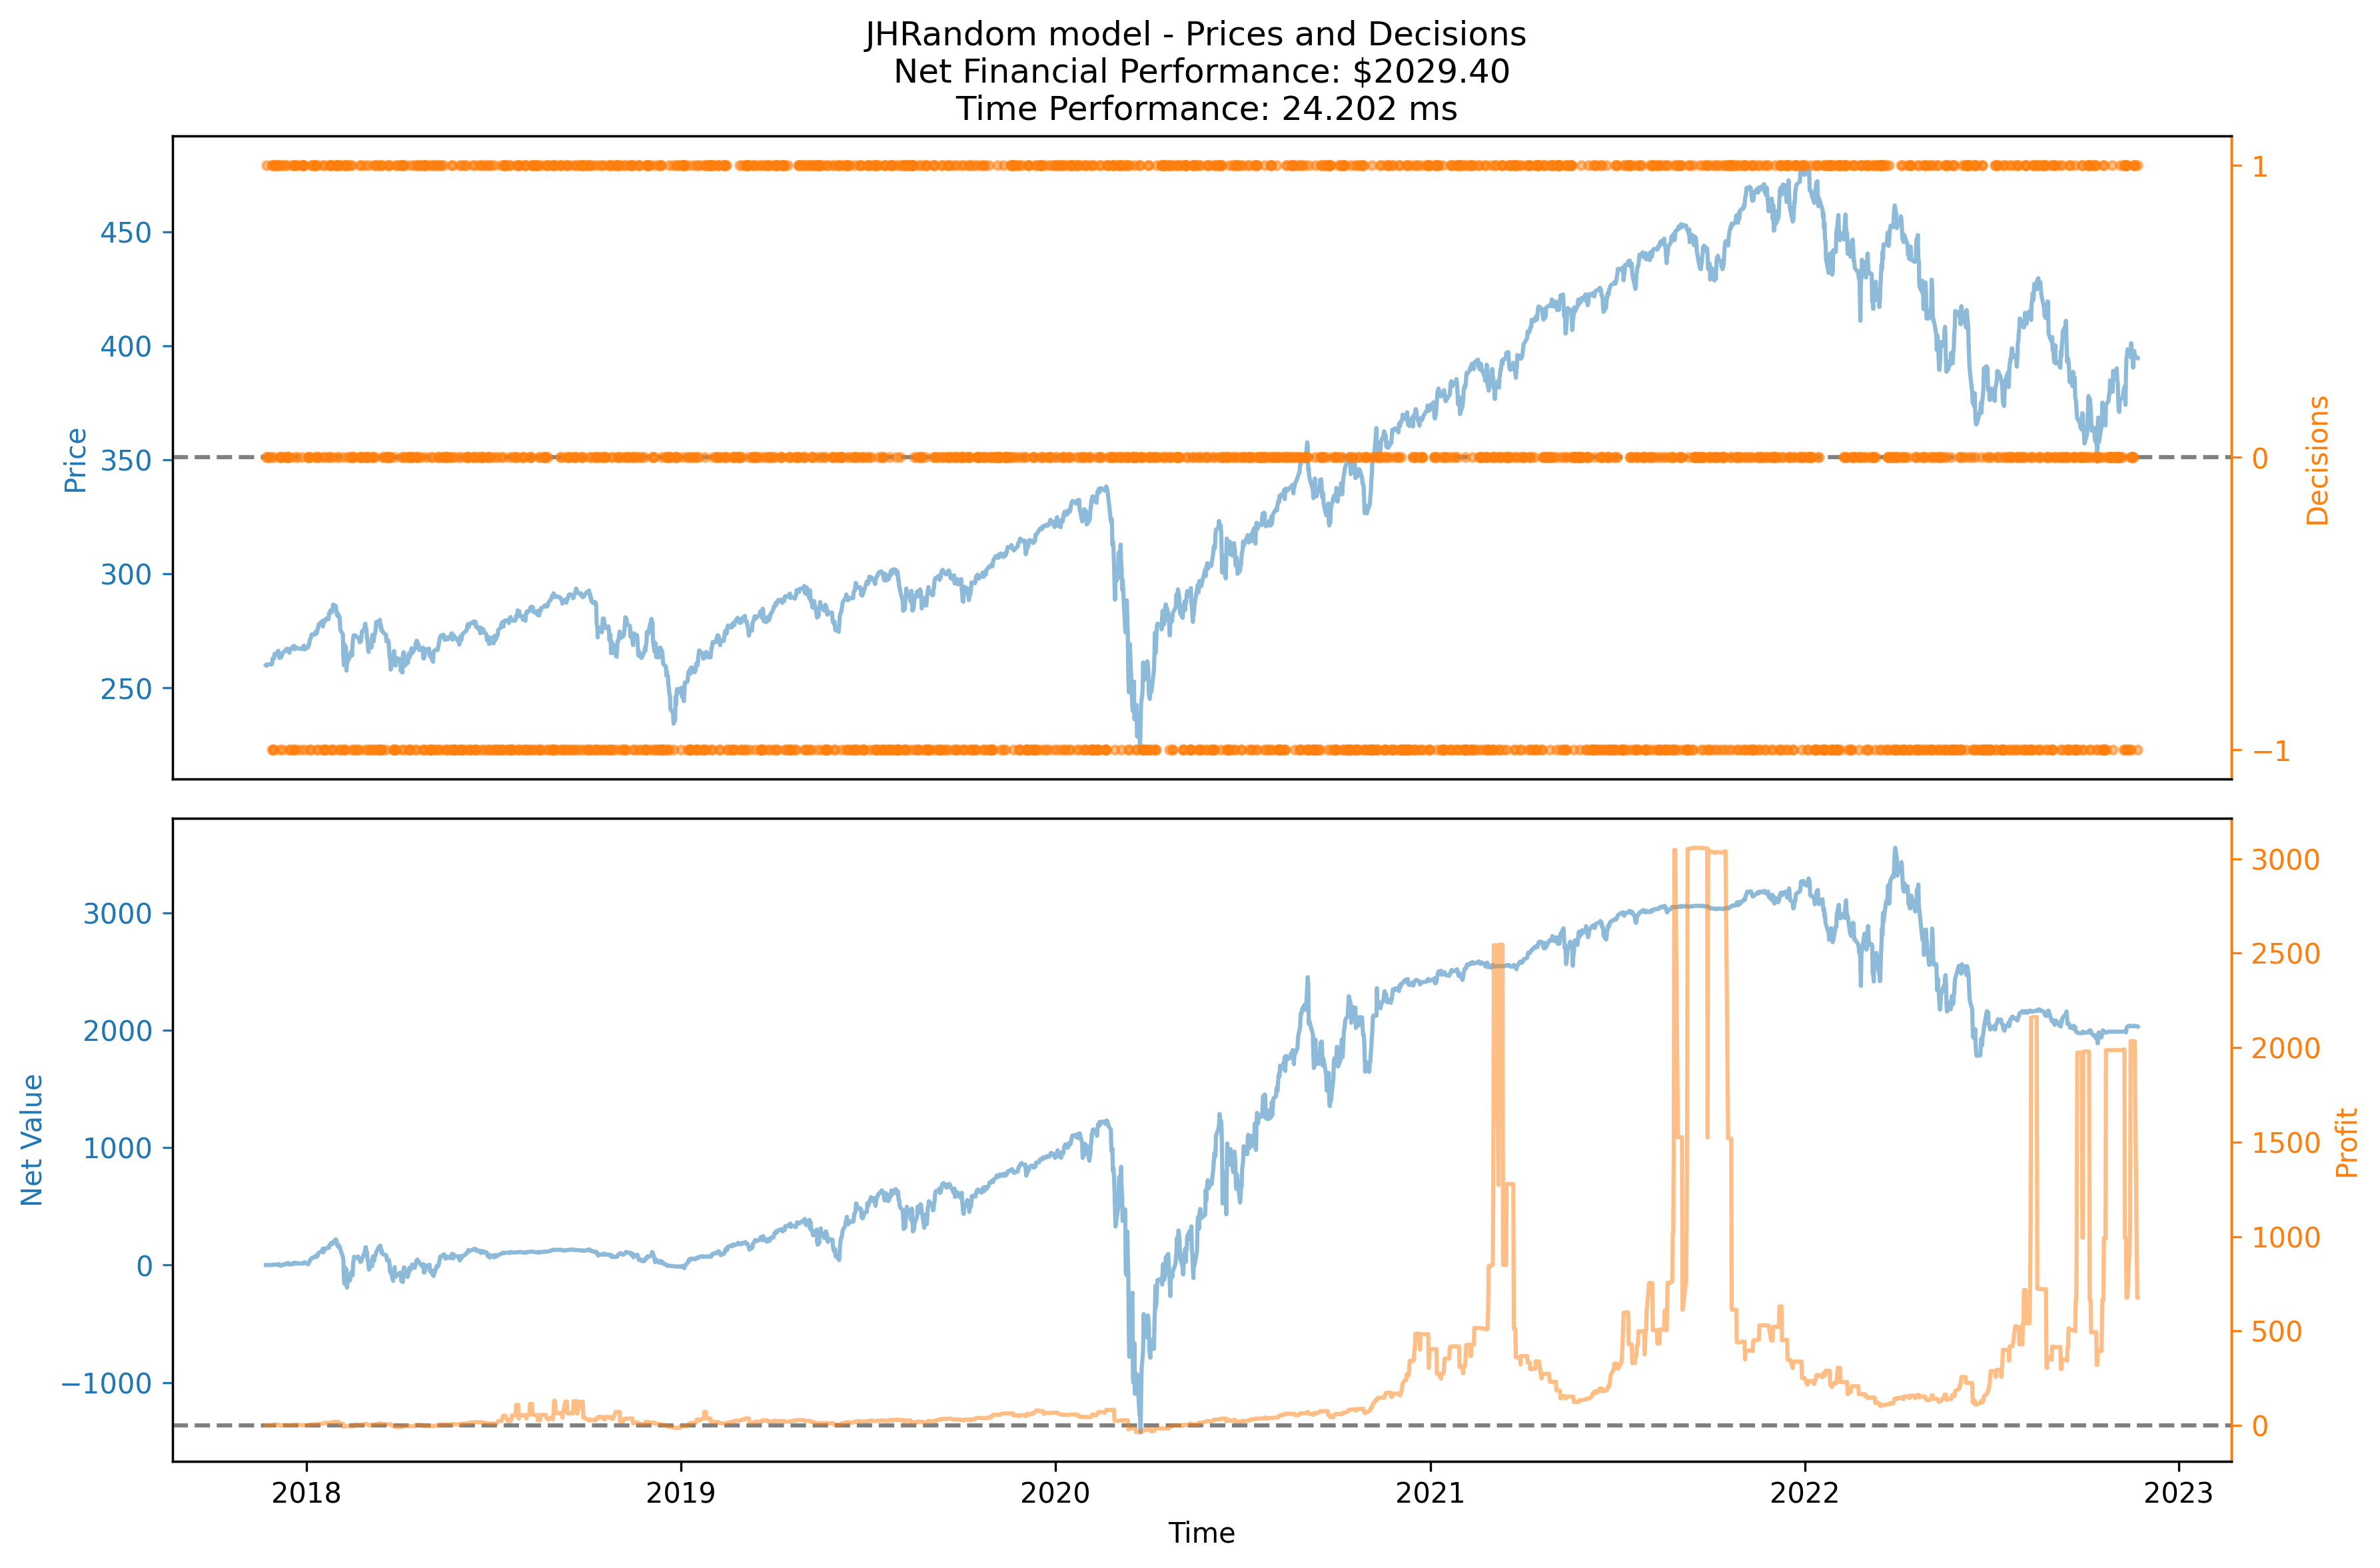 JHRandom model - Prices and Decisions
Net Financial Performance: $2029.40
Time Performance: 24.202 ms
450
400
350
300
250
Price
1
0
−1
Decisions
3000
2000
1000
0
−1000
Net Value
3000
2500
2000
1500
1000
500
0
Profit
2018 2019 2020 2021 2022 2023
Time